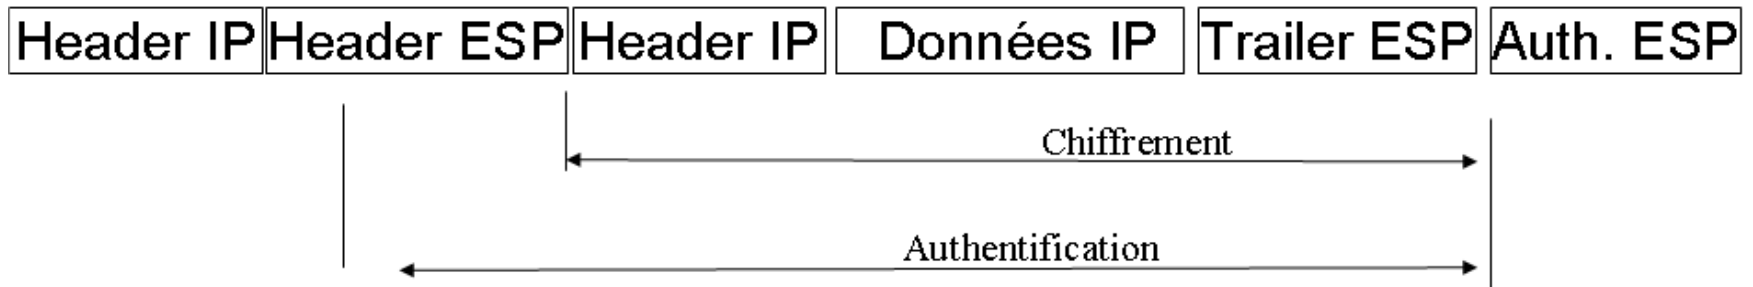 Header IP Header ESP Header IP Données IP Trailer ESP Auth. ESP
Chiffrement
Authentification